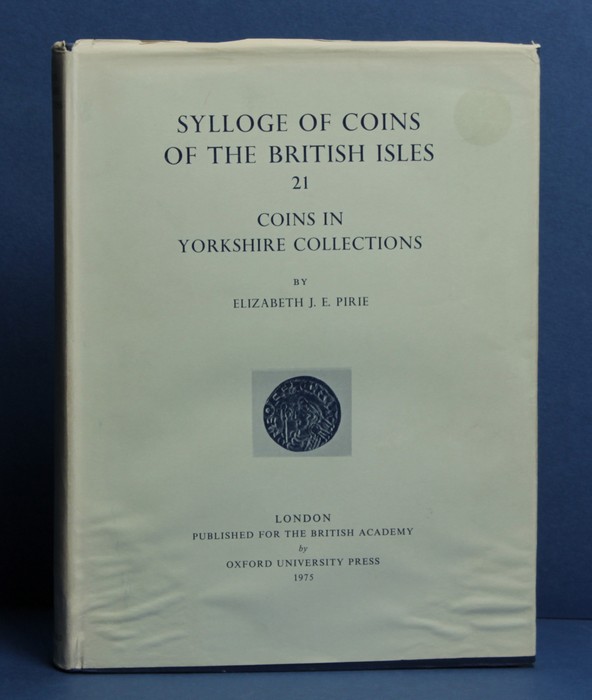 SYLLOGE OF COINS
OF THE BRITISH ISLES
21
COINS IN
YORKSHIRE COLLECTIONS
BY
ELIZABETH J. E. PIRIE
LONDON
PUBLISHED FOR THE BRITISH ACADEMY
by
OXFORD UNIVERSITY PRESS
1975